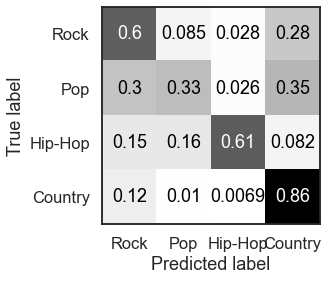 Rock 0.6 0.085 0.028 0.28
Pop 0.3 0.33 0.026 0.35
Hip-Hop 0.15 0.16 0.61 0.082
Country 0.12 0.01 0.0069 0.86
Rock Pop Hip-Hop Country
Predicted label
True label